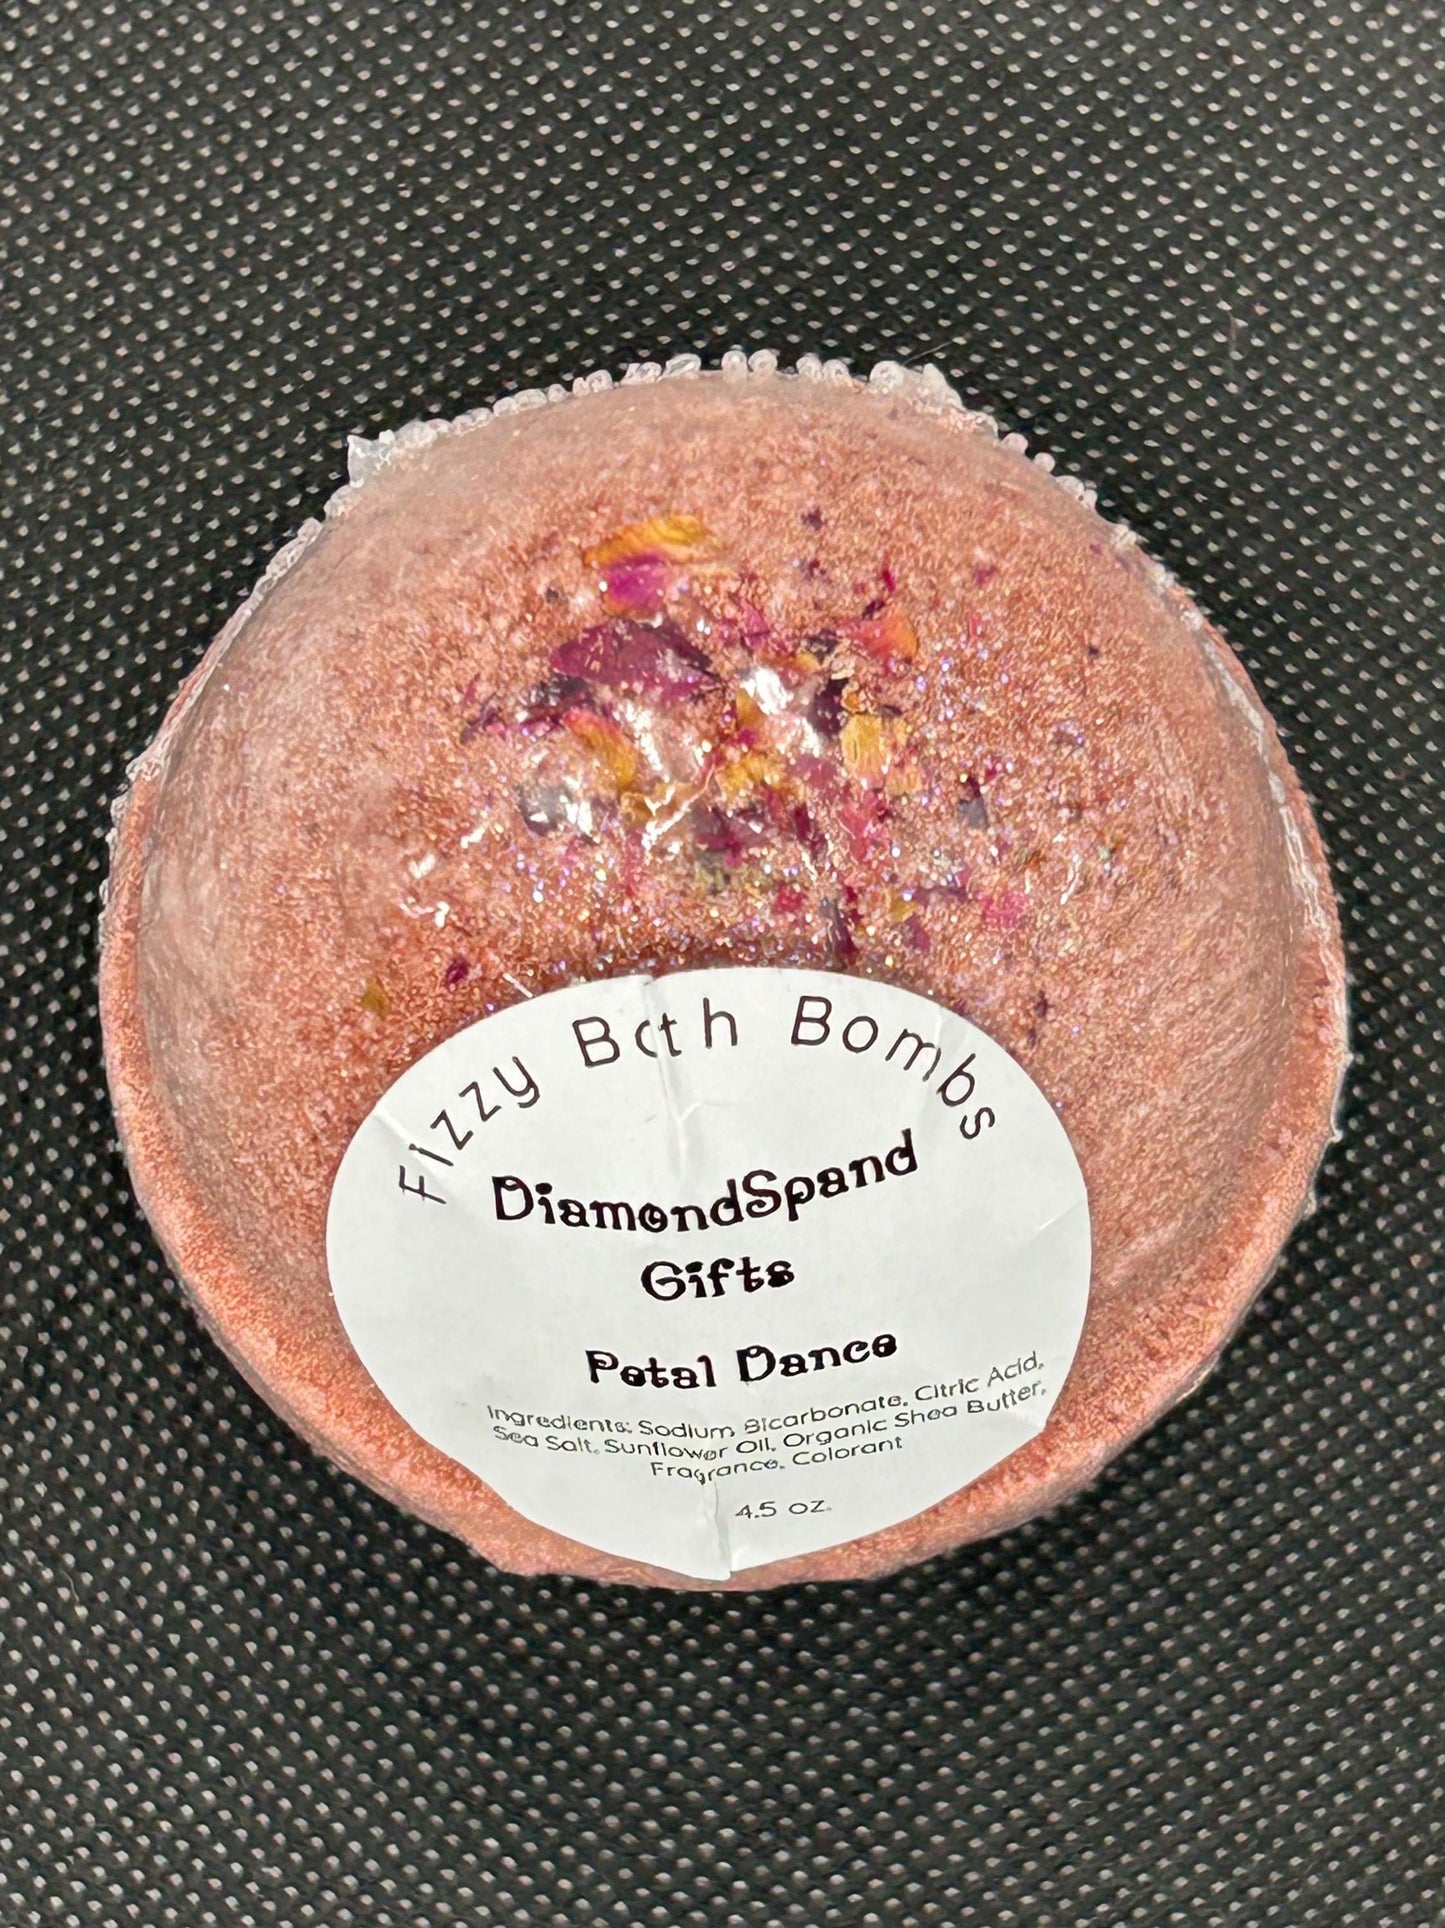 Fizzy Bath Bombs
DiamondSpand
Gifts
Petal Dance
Ingredients: Sodium Bicarbonate, Citric Acid,
Sea Salt, Sunflower Oil, Organic Shea Butter,
Fragrance, Colorant
4.5 oz.